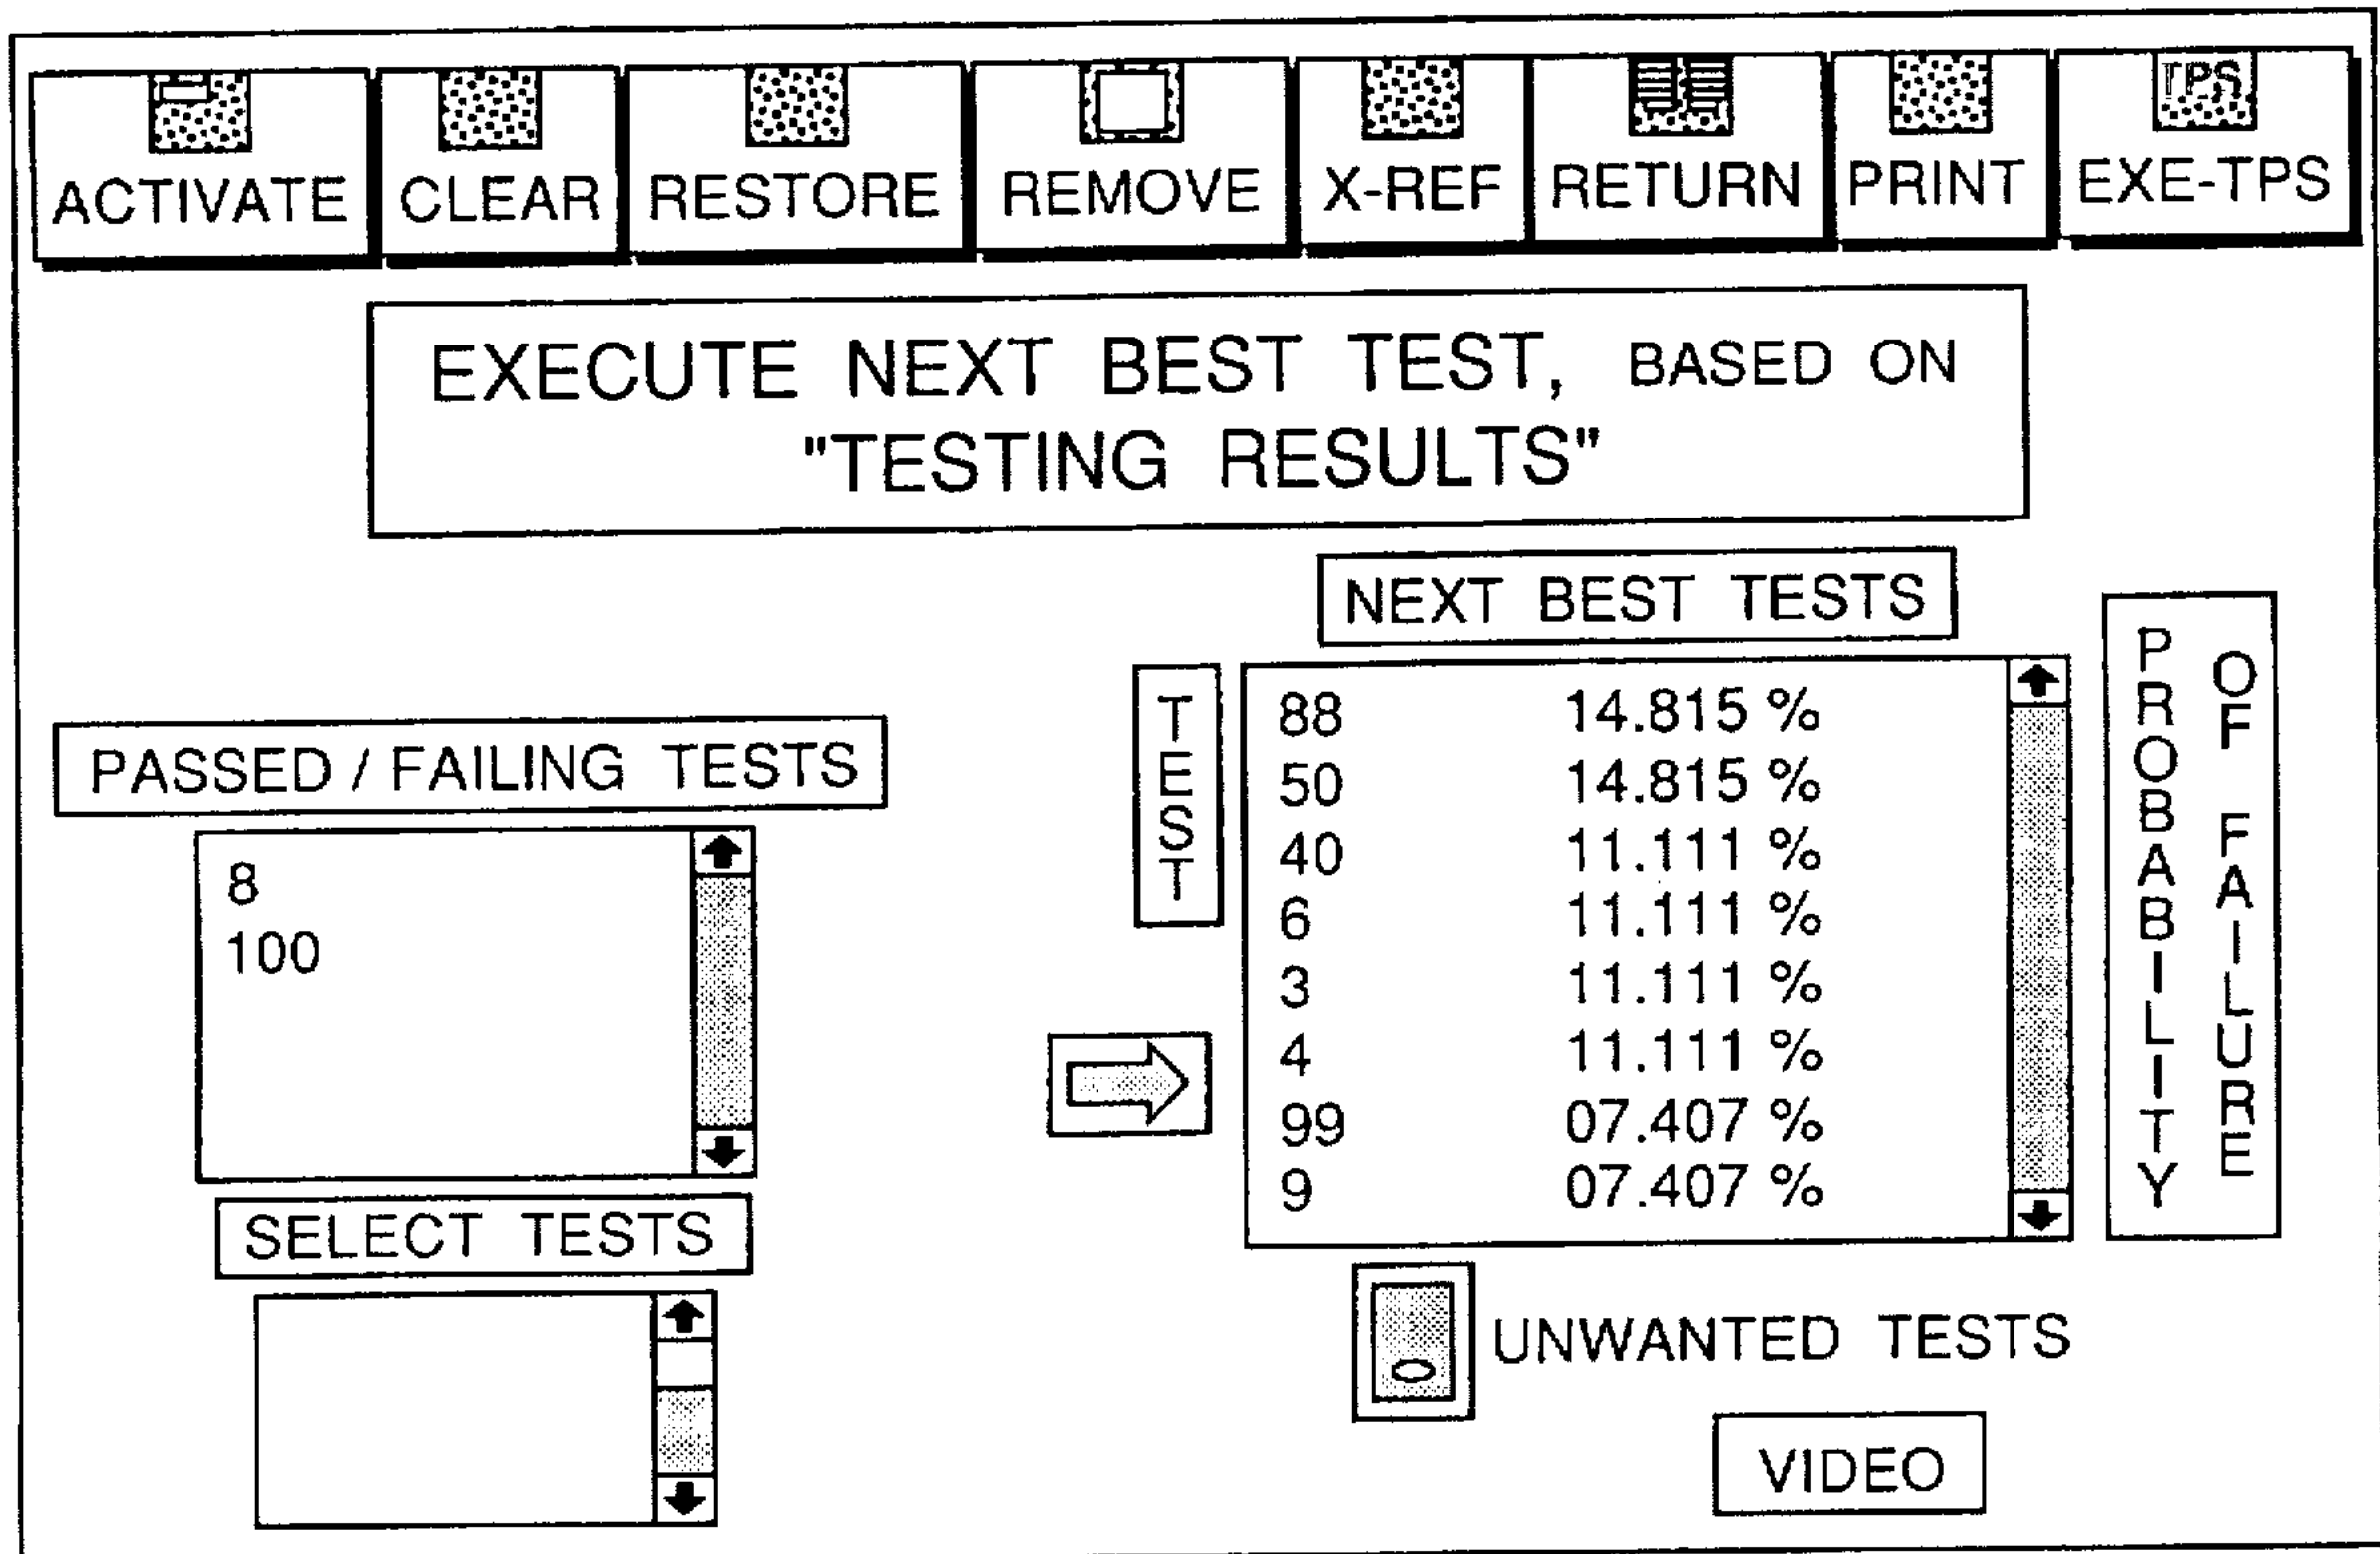 TPS
ACTIVATE CLEAR RESTORE REMOVE X-REF RETURN PRINT EXE-TPS
EXECUTE NEXT BEST TEST, BASED ON
"TESTING RESULTS"
NEXT BEST TESTS
PASSED / FAILING TESTS
8
100
SELECT TESTS
TEST
88 14.815 %
50 14.815 %
40 11.111 %
6 11.111 %
3 11.111 %
4 11.111 %
99 07.407 %
9 07.407 %
PROBABILITY
OF FAILURE
UNWANTED TESTS
VIDEO